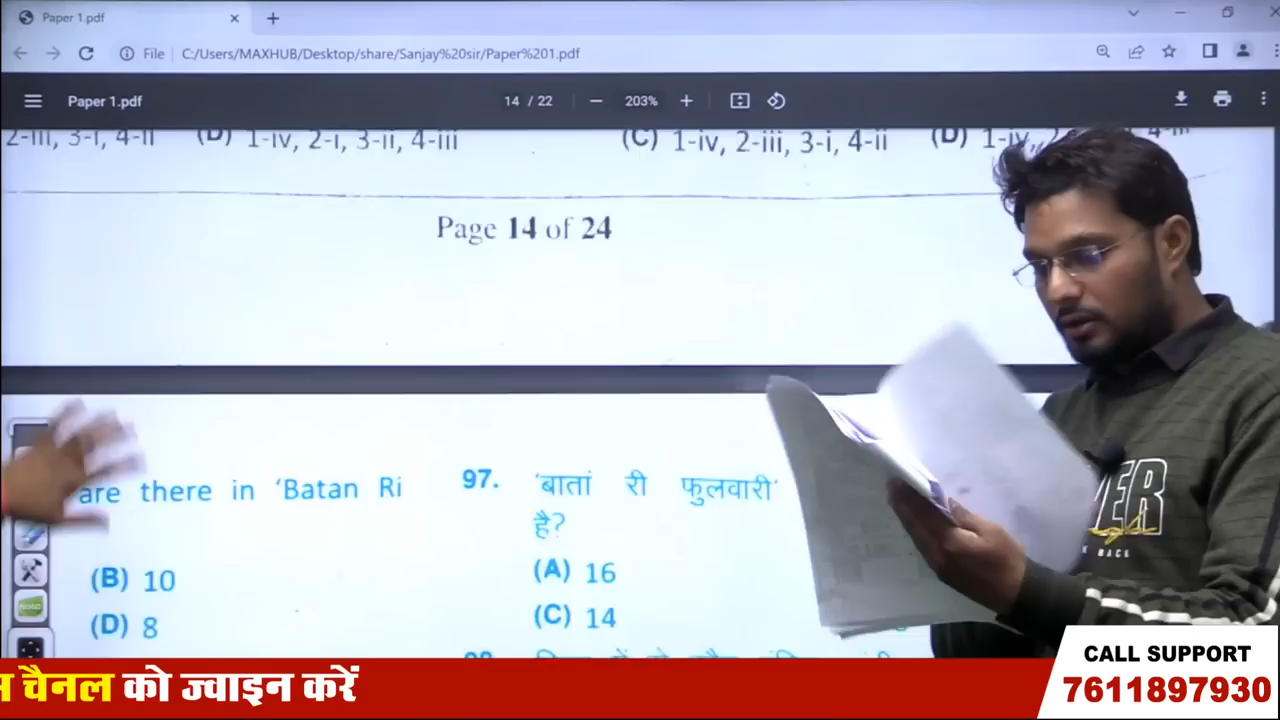 Paper 1.pdf
File C:/Users/MAXHUB/Desktop/share/Sanjay%20sir/Paper%201.pdf
Paper 1.pdf
14 / 22
203%
2-iii, 3-i, 4-ii (D) 1-iv, 2-i, 3-ii, 4-iii
(C) 1-iv, 2-iii, 3-i, 4-ii (D) 1-iv,
Page 14 of 24
are there in 'Batan Ri
(B) 10
(D) 8
97. 'बातां री फुलवारी'
है?
(A) 16
(C) 14
VER
BACK
चैनल को ज्वाइन करें
CALL SUPPORT
7611897930